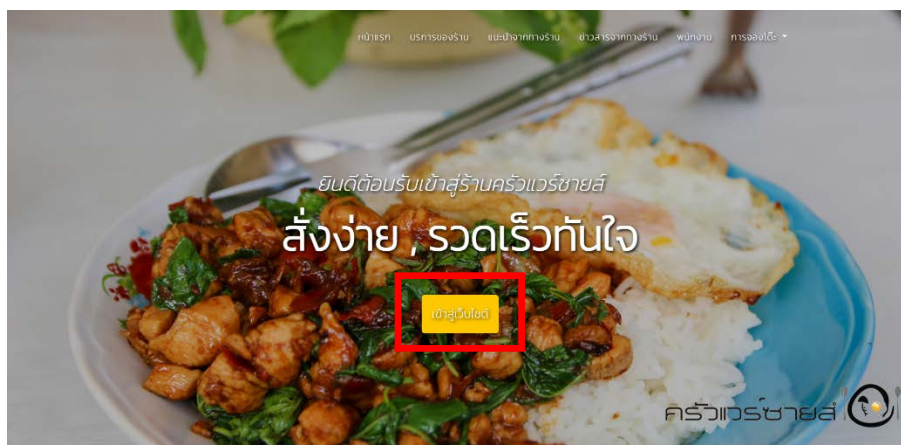 หน้าแรก บริการของร้าน แนะนำจากทางร้าน ข่าวสารจากทางร้าน พนักงาน การจองโต๊ะ
ยินดีต้อนรับเข้าสู่ร้านครัวแวร์ซายส์
สั่งง่าย , รวดเร็วทันใจ
เข้าสู่เว็บไซต์
ครัวแวร์ซายส์